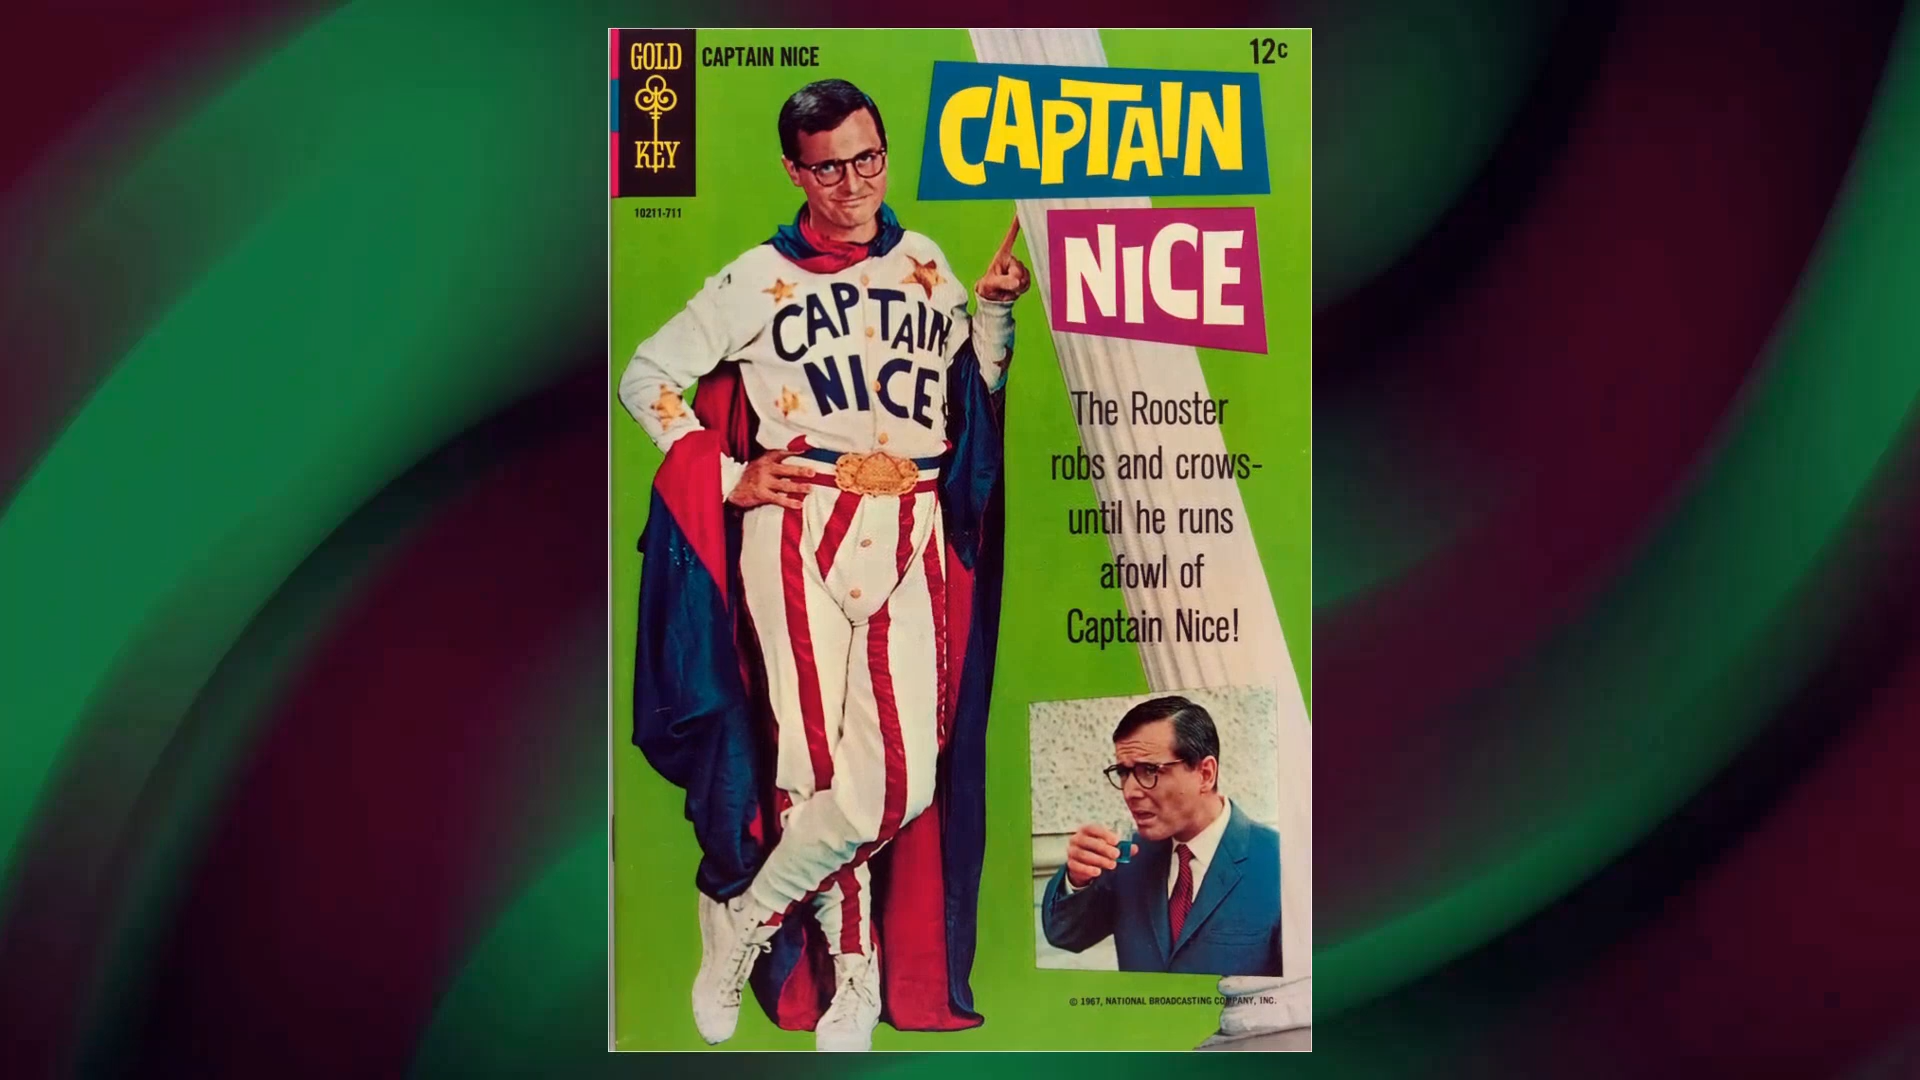 GOLD
KEY
CAPTAIN NICE
12¢
10211-711
CAPTAIN
NICE
CAPTAIN
NICE
The Rooster
robs and crows-
until he runs
afowl of
Captain Nice!
© 1967, NATIONAL BROADCASTING COMPANY, INC.